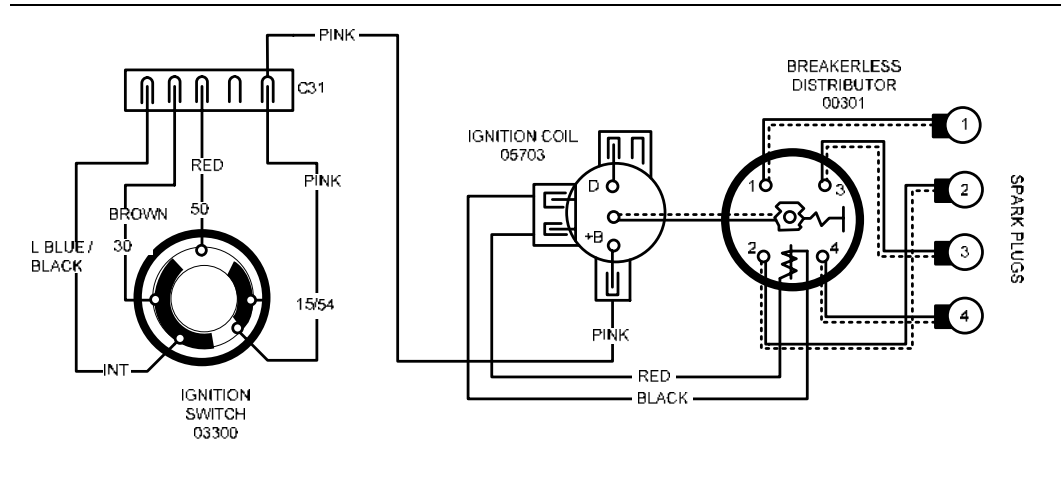 PINK
C31
BREAKERLESS
DISTRIBUTOR
00301
IGNITION COIL
05703
1
RED
PINK
D
1
3
2
SPARK PLUGS
BROWN
50
30
L BLUE /
BLACK
+B
2
4
3
15/54
4
PINK
INT
RED
BLACK
IGNITION
SWITCH
03300